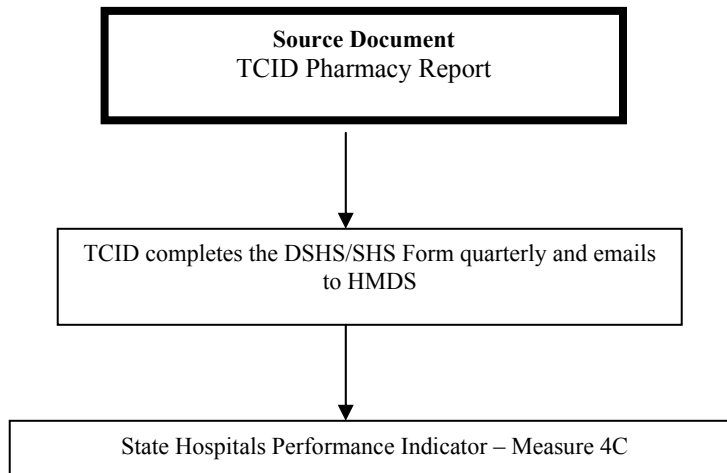 Source Document
TCID Pharmacy Report
TCID completes the DSHS/SHS Form quarterly and emails
to HMDS
State Hospitals Performance Indicator – Measure 4C